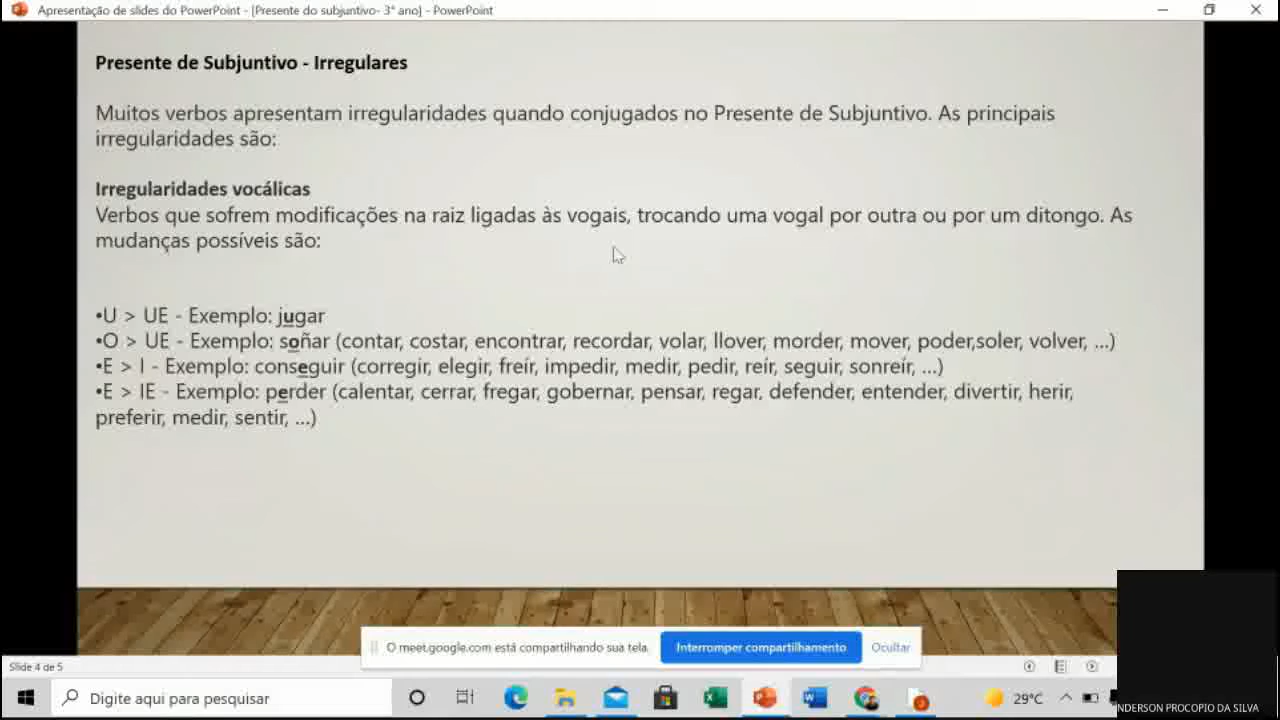 Apresentação de slides do PowerPoint - [Presente do subjuntivo- 3° ano] - PowerPoint
Presente de Subjuntivo - Irregulares
Muitos verbos apresentam irregularidades quando conjugados no Presente de Subjuntivo. As principais
irregularidades são:
Irregularidades vocálicas
Verbos que sofrem modificações na raiz ligadas às vogais, trocando uma vogal por outra ou por um ditongo. As
mudanças possíveis são:
•U > UE - Exemplo: jugar
•O > UE - Exemplo: soñar (contar, costar, encontrar, recordar, volar, llover, morder, mover, poder,soler, volver, ...)
•E > I - Exemplo: conseguir (corregir, elegir, freír, impedir, medir, pedir, reír, seguir, sonreír, ...)
•E > IE - Exemplo: perder (calentar, cerrar, fregar, gobernar, pensar, regar, defender, entender, divertir, herir,
preferir, medir, sentir, ...)
O meet.google.com está compartilhando sua tela. Interromper compartilhamento Ocultar
Slide 4 de 5
Digite aqui para pesquisar 29°C
NDERSON PROCOPIO DA SILVA